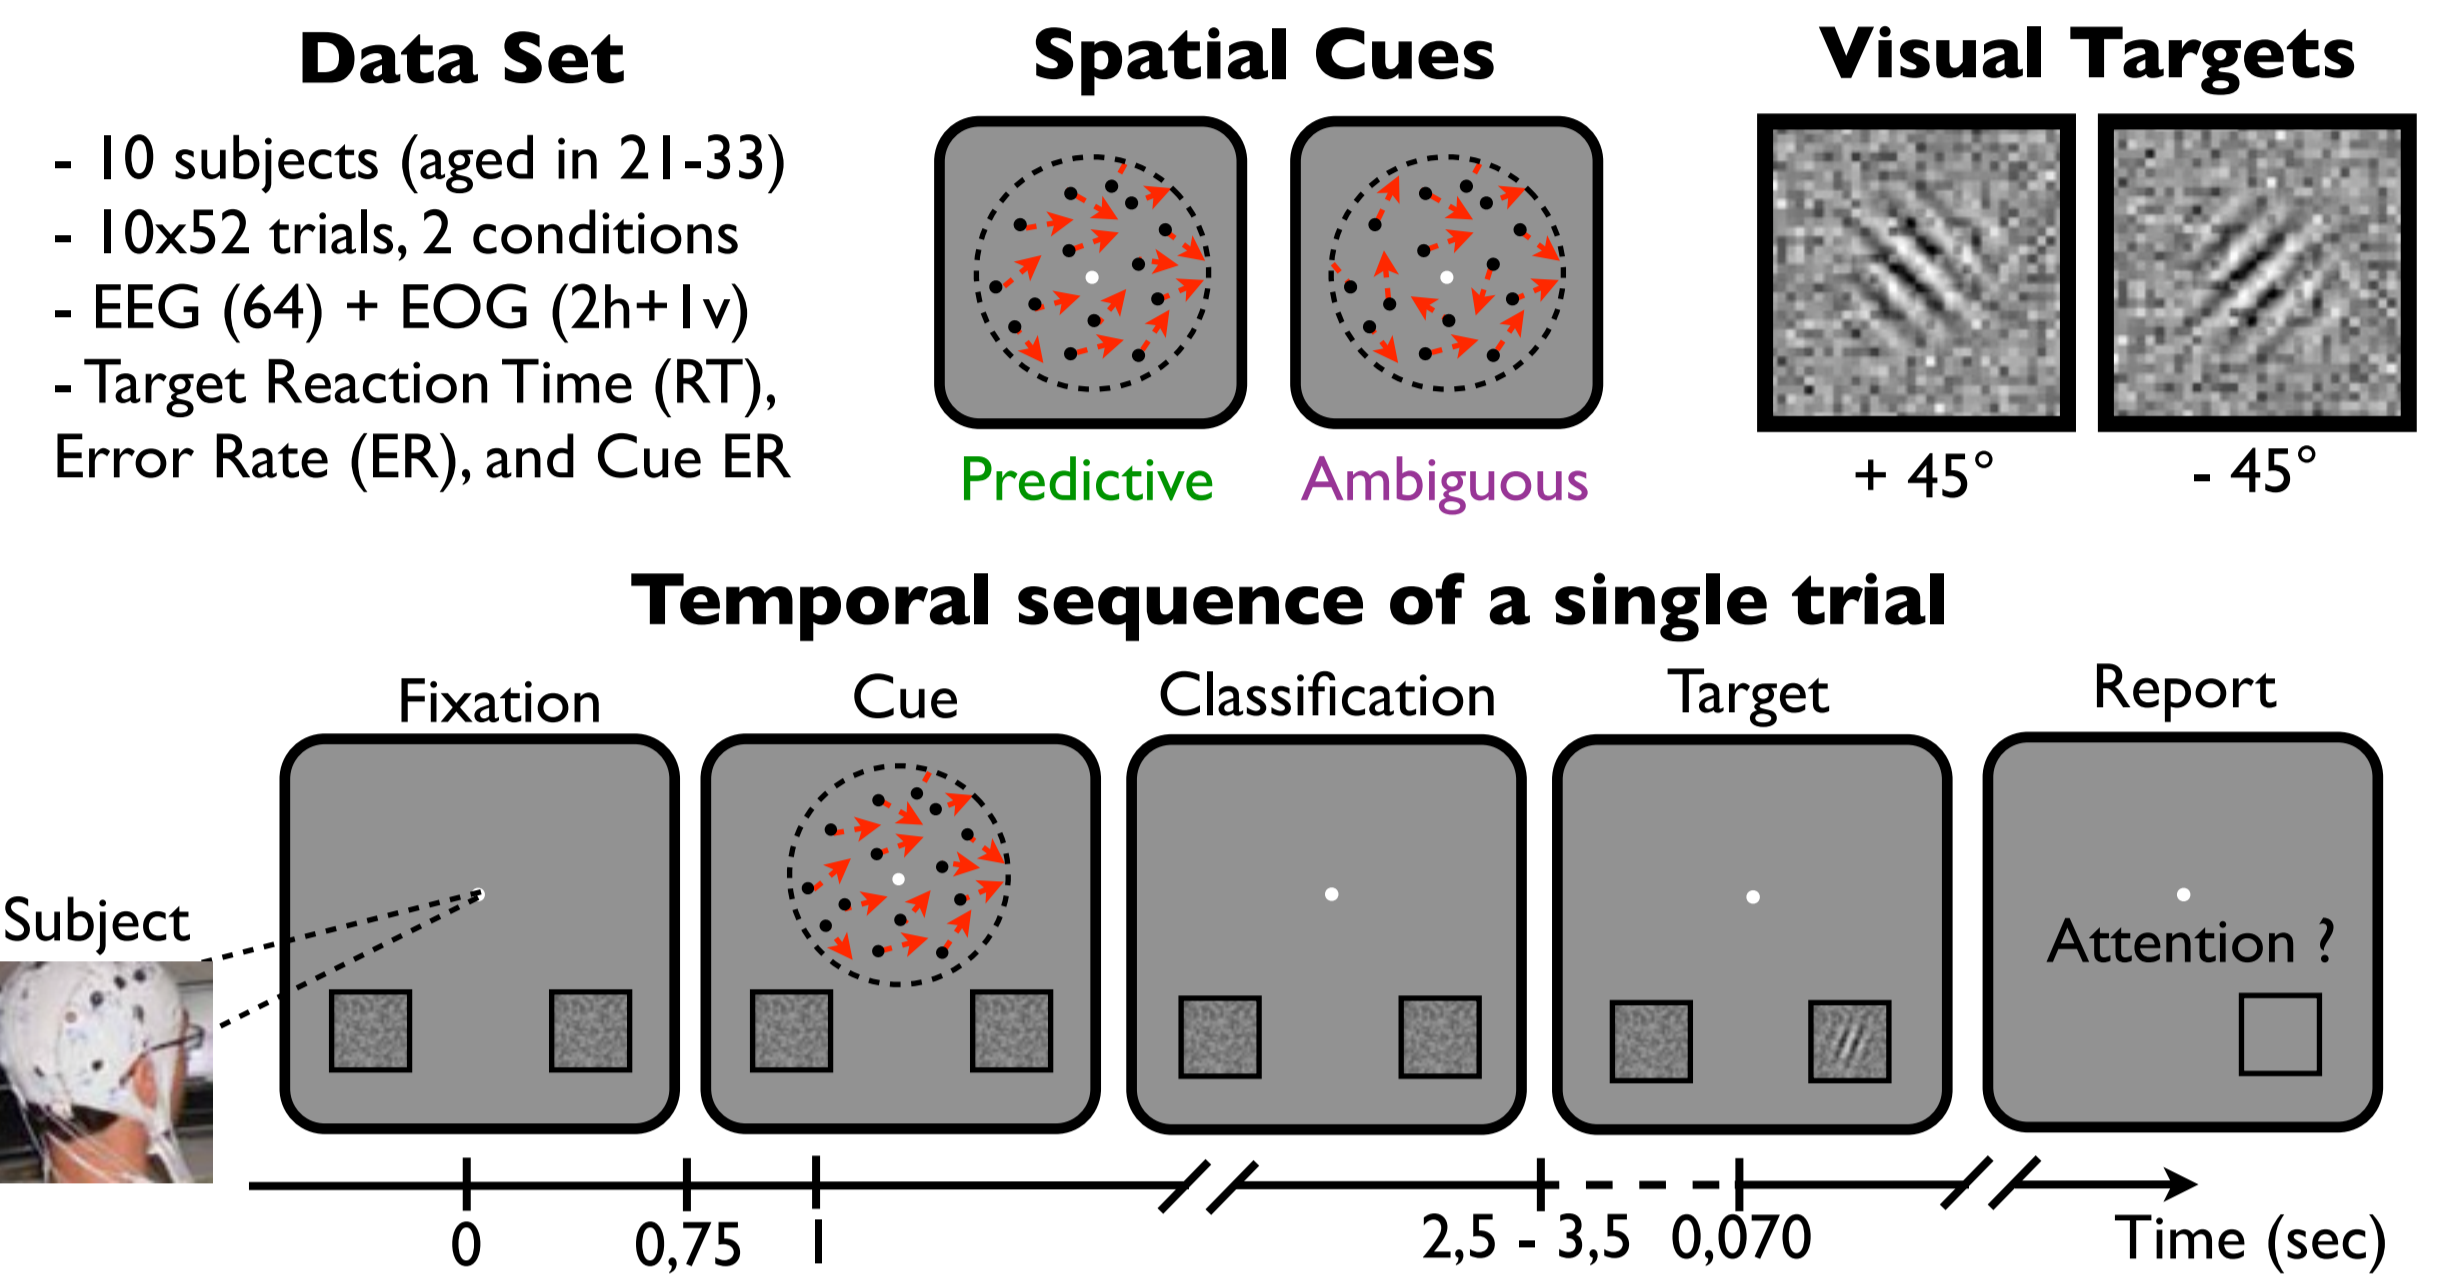 Data Set
- 10 subjects (aged in 21-33)
- 10x52 trials, 2 conditions
- EEG (64) + EOG (2h+1v)
- Target Reaction Time (RT),
Error Rate (ER), and Cue ER
Spatial Cues
Predictive
Ambiguous
Visual Targets
+ 45°
- 45°
Temporal sequence of a single trial
Fixation
Cue
Classification
Target
Report
Subject
Attention ?
0
0,75
1
2,5 - 3,5
0,070
Time (sec)